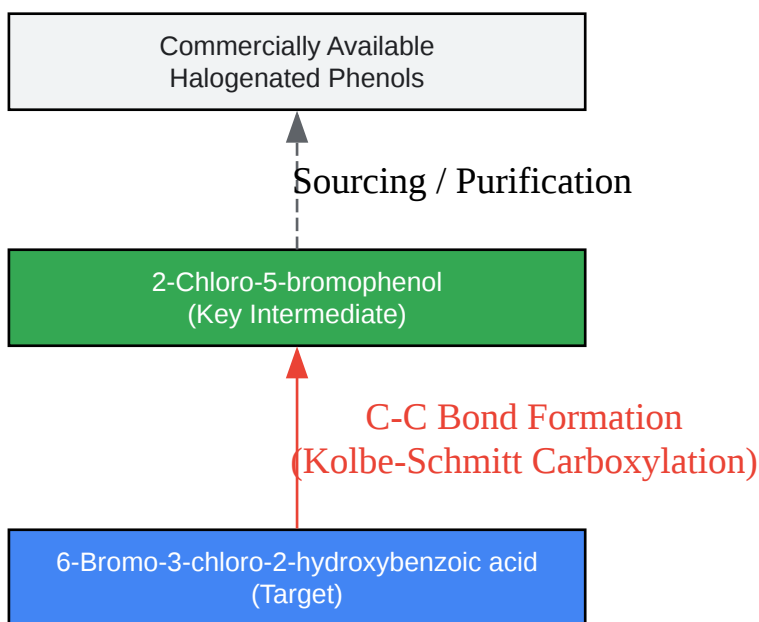 Commercially Available
Halogenated Phenols
Sourcing / Purification
2-Chloro-5-bromophenol
(Key Intermediate)
C-C Bond Formation
(Kolbe-Schmitt Carboxylation)
6-Bromo-3-chloro-2-hydroxybenzoic acid
(Target)